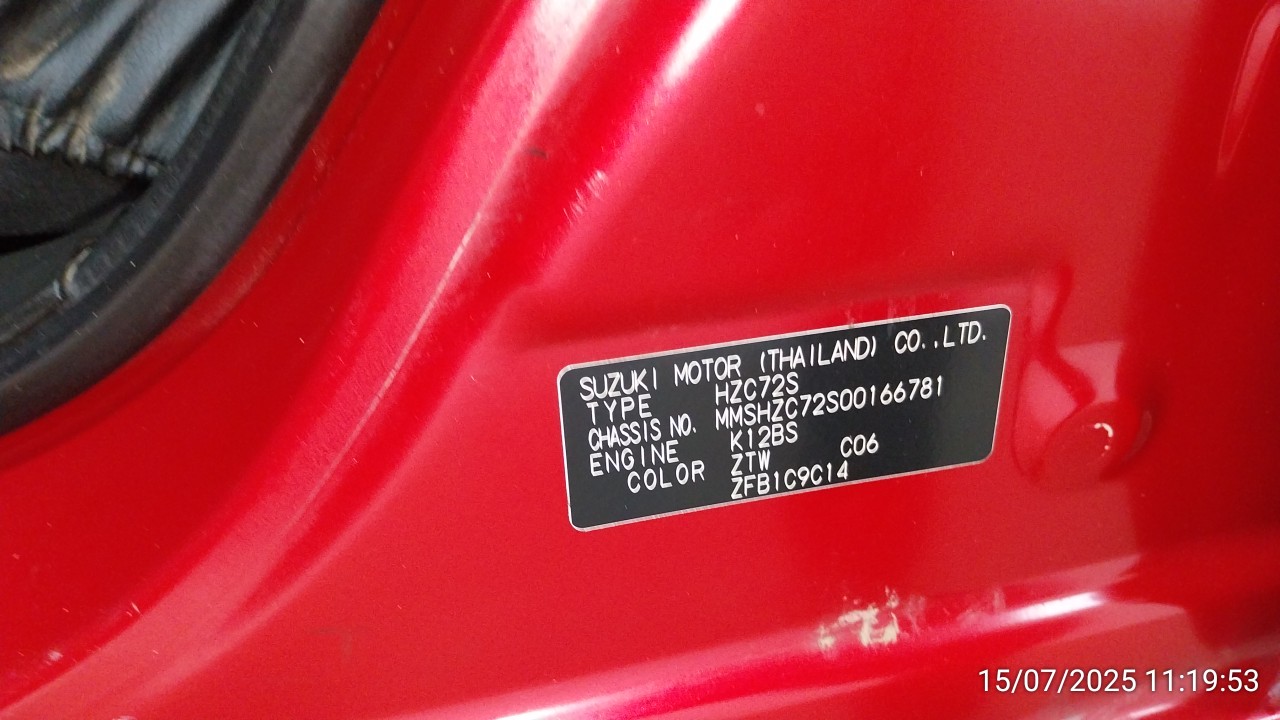 SUZUKI MOTOR (THAILAND) CO.,LTD.
TYPE HZC72S
CHASSIS NO. MMSHZC72S00166781
ENGINE K12BS
COLOR ZTW C06
ZFB1C9C14
15/07/2025 11:19:53